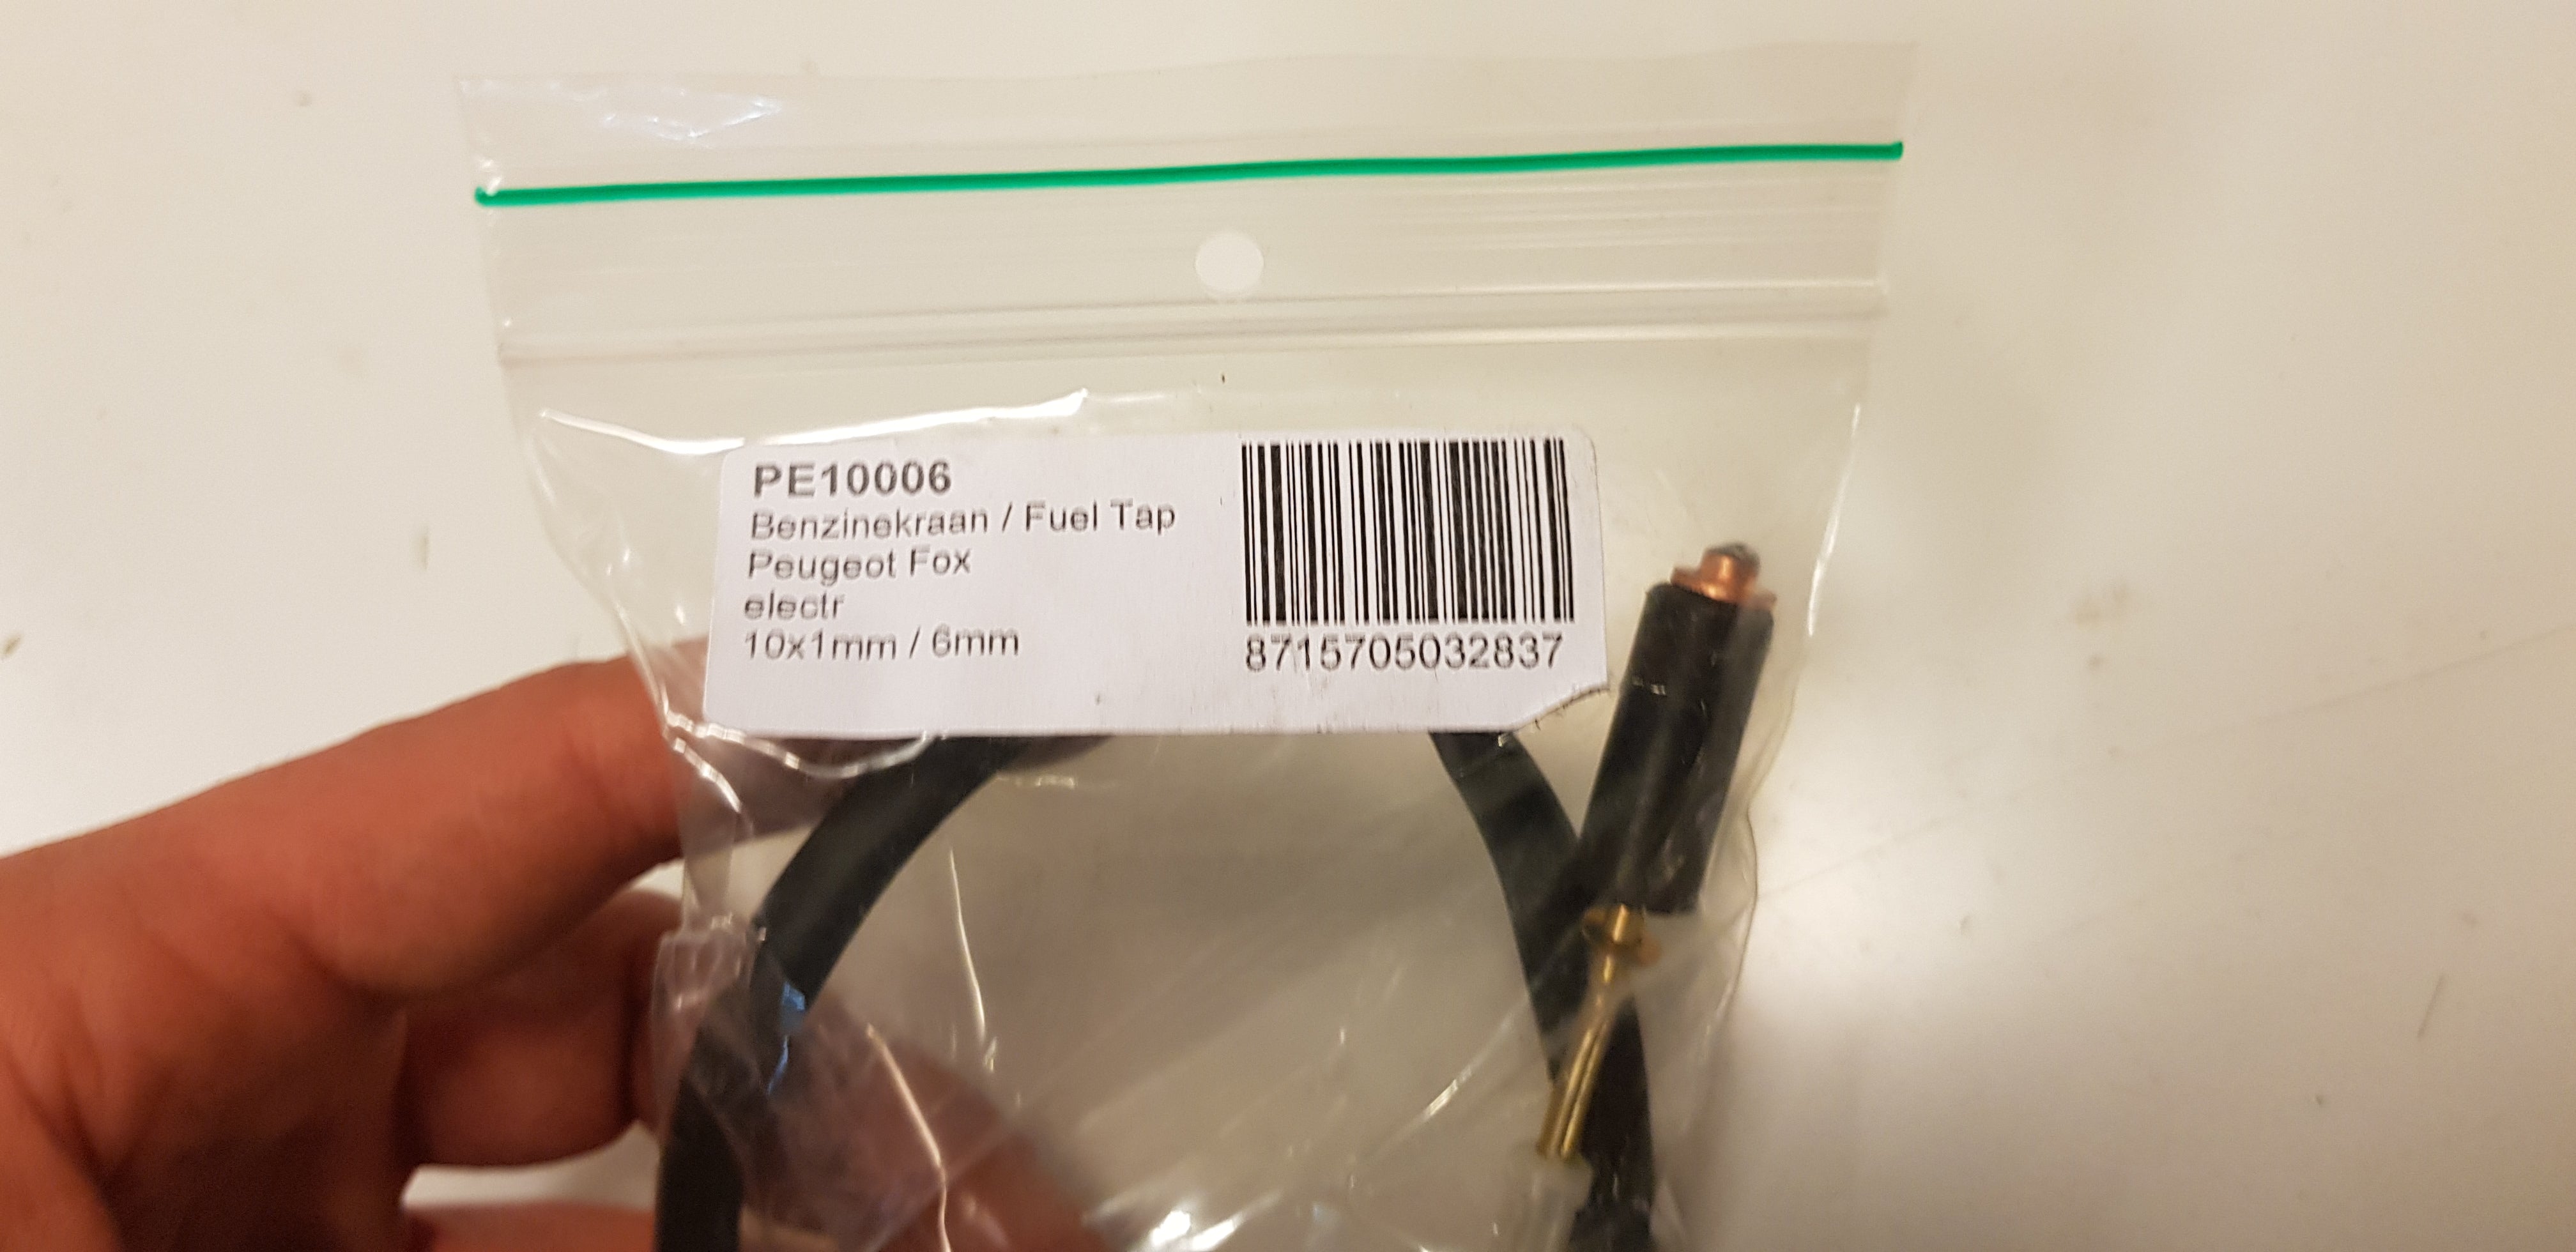 PE10006
Benzinekraan / Fuel Tap
Peugeot Fox
electr
10x1mm / 6mm
8715705032837